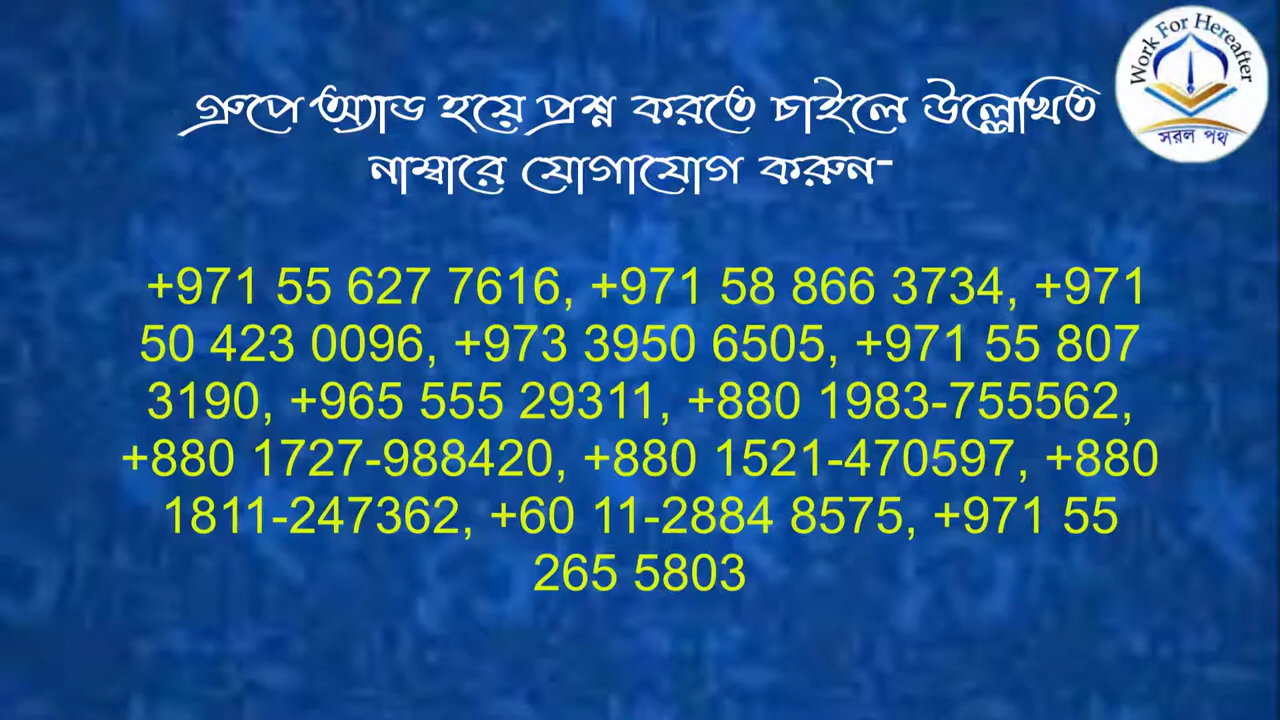 Work For Hereafter
সরল পথ
গ্রুপে অ্যাড হয়ে প্রশ্ন করতে চাইলে উল্লেখিত
নাম্বারে যোগাযোগ করুন-
+971 55 627 7616, +971 58 866 3734, +971
50 423 0096, +973 3950 6505, +971 55 807
3190, +965 555 29311, +880 1983-755562,
+880 1727-988420, +880 1521-470597, +880
1811-247362, +60 11-2884 8575, +971 55
265 5803